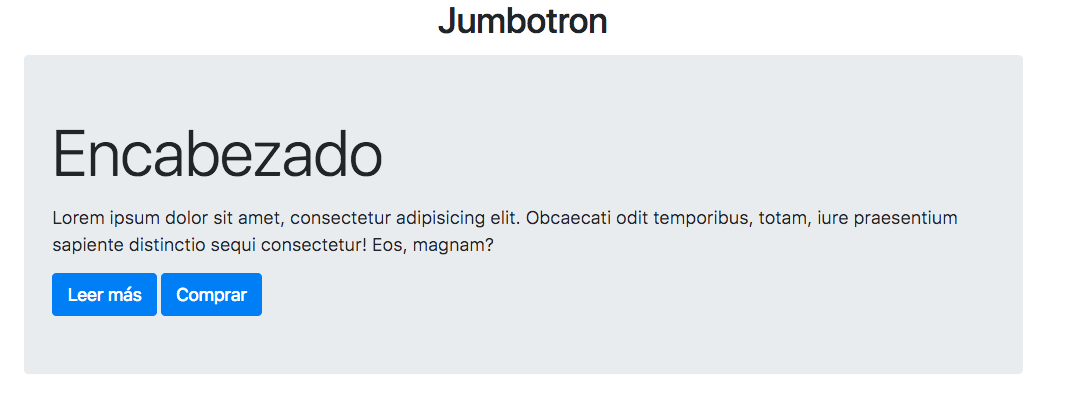 Jumbotron
Encabezado
Lorem ipsum dolor sit amet, consectetur adipisicing elit. Obcaecati odit temporibus, totam, iure praesentium
sapiente distinctio sequi consectetur! Eos, magnam?
Leer más Comprar